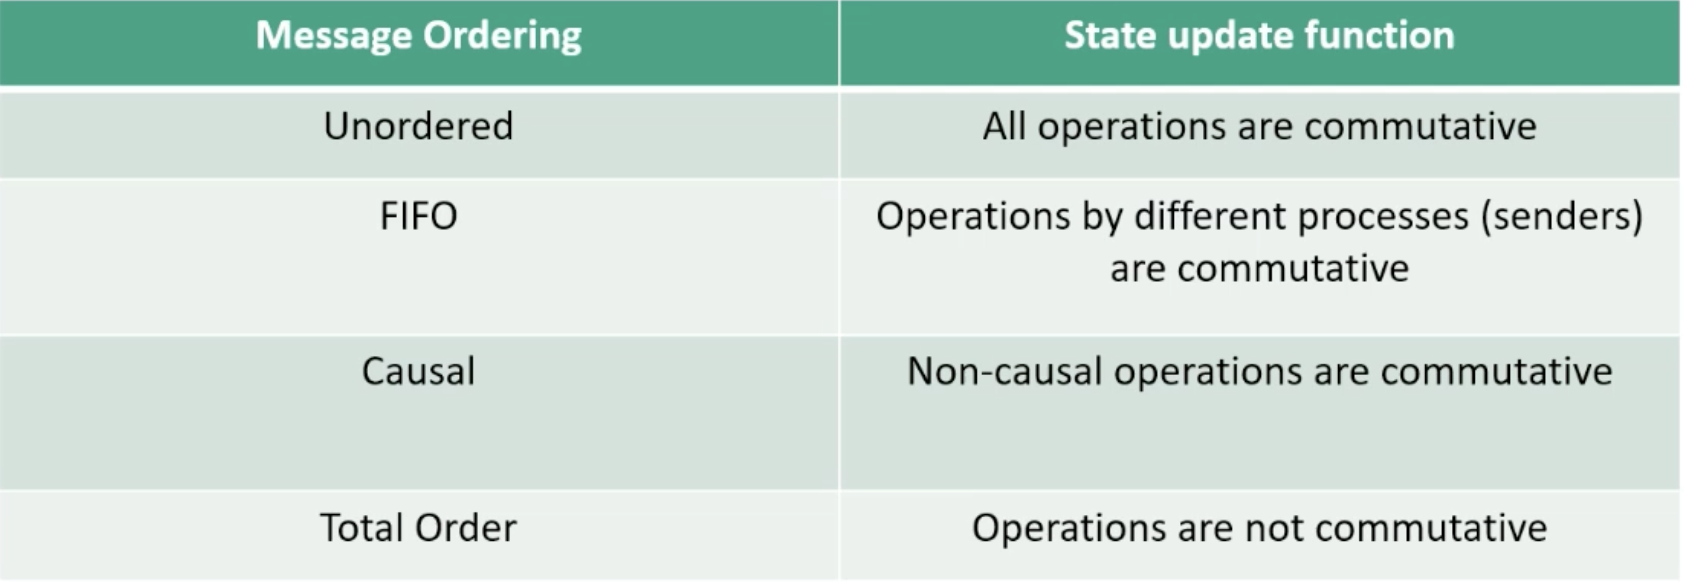 Message Ordering
State update function
Unordered
All operations are commutative
FIFO
Operations by different processes (senders)
are commutative
Causal
Non-causal operations are commutative
Total Order
Operations are not commutative